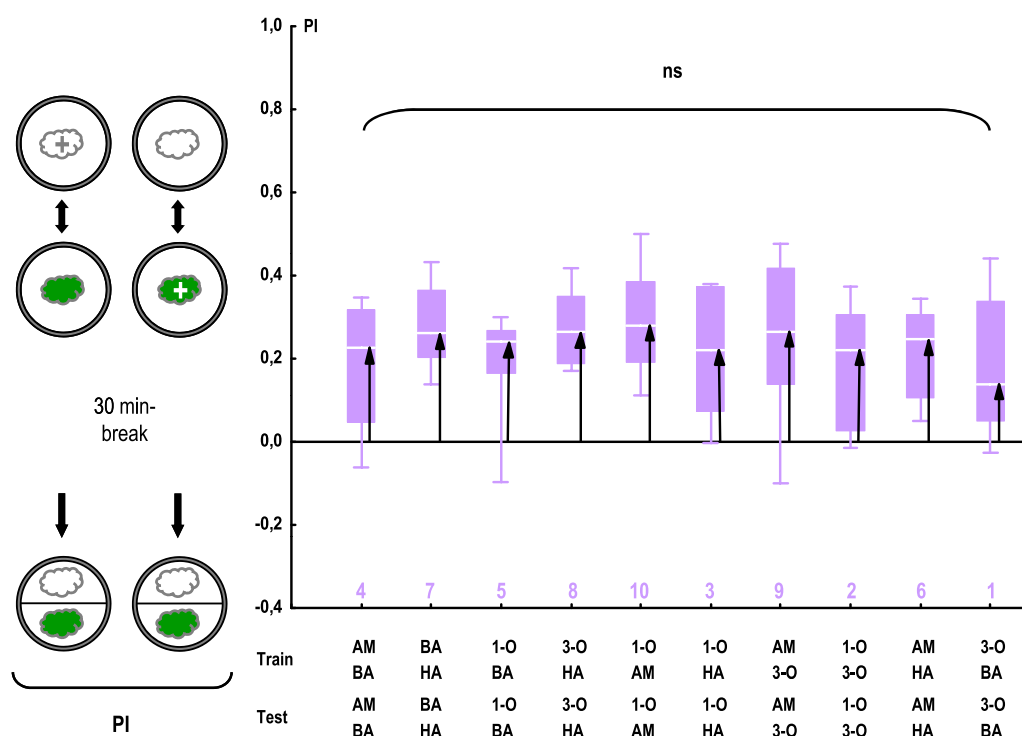 1,0 PI
ns
0,8
0,6
0,4
0,2
0,0
-0,2
-0,4
30 min-
break
PI
4 7 5 8 10 3 9 2 6 1
Train
AM BA 1-O 3-O 1-O 1-O AM 1-O AM 3-O
BA HA BA HA AM HA 3-O 3-O HA BA
Test
AM BA 1-O 3-O 1-O 1-O AM 1-O AM 3-O
BA HA BA HA AM HA 3-O 3-O HA BA